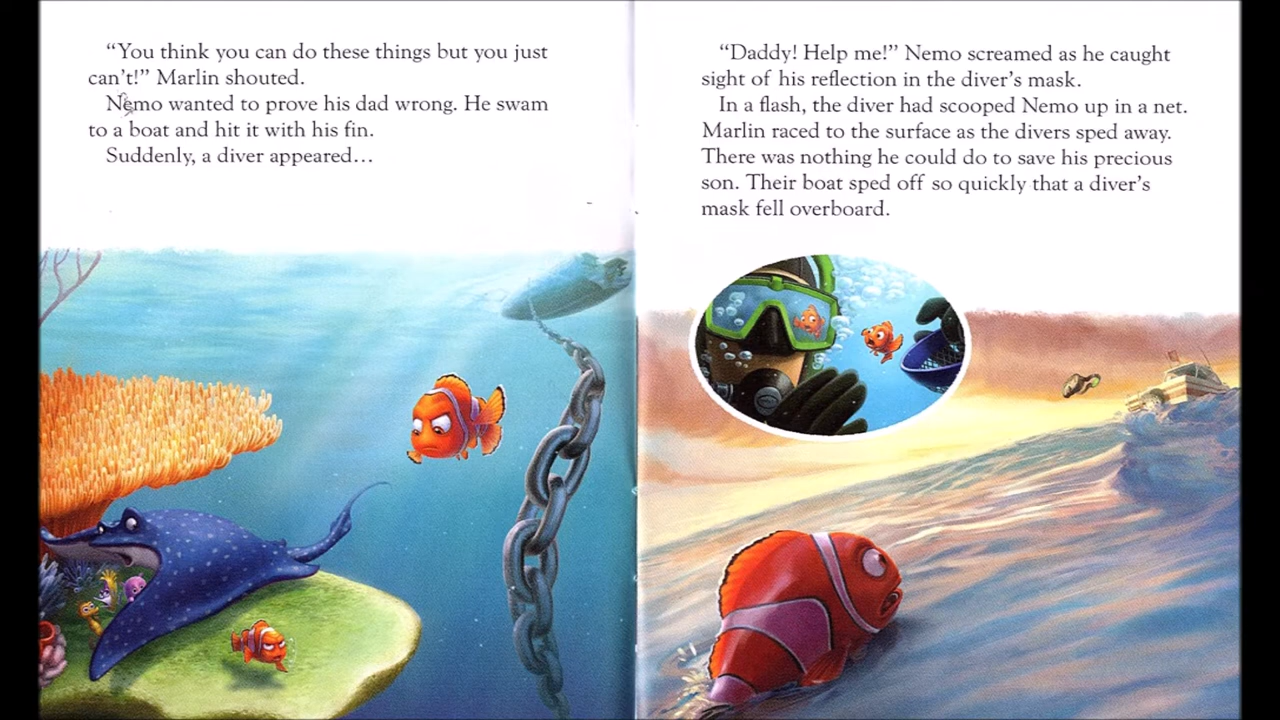 “You think you can do these things but you just
can’t!” Marlin shouted.
Nemo wanted to prove his dad wrong. He swam
to a boat and hit it with his fin.
Suddenly, a diver appeared…
“Daddy! Help me!” Nemo screamed as he caught
sight of his reflection in the diver’s mask.
In a flash, the diver had scooped Nemo up in a net.
Marlin raced to the surface as the divers sped away.
There was nothing he could do to save his precious
son. Their boat sped off so quickly that a diver’s
mask fell overboard.